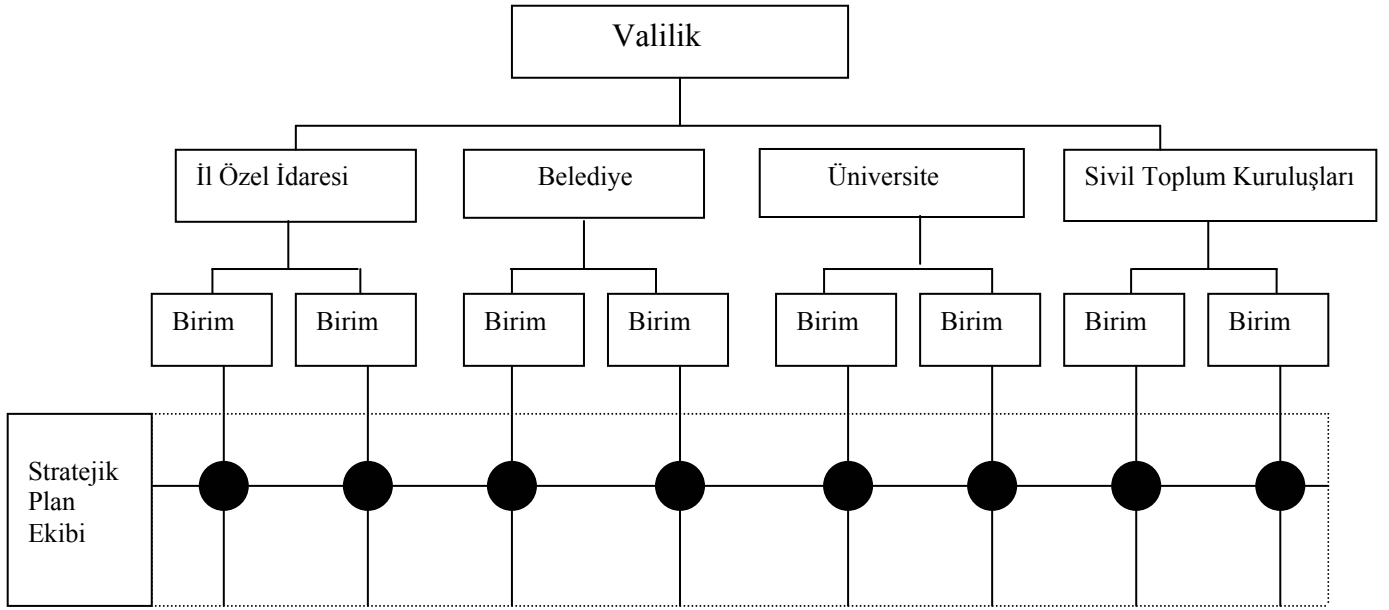 Valilik
İl Özel İdaresi
Belediye
Üniversite
Sivil Toplum Kuruluşları
Birim
Birim
Birim
Birim
Birim
Birim
Birim
Birim
Stratejik
Plan
Ekibi